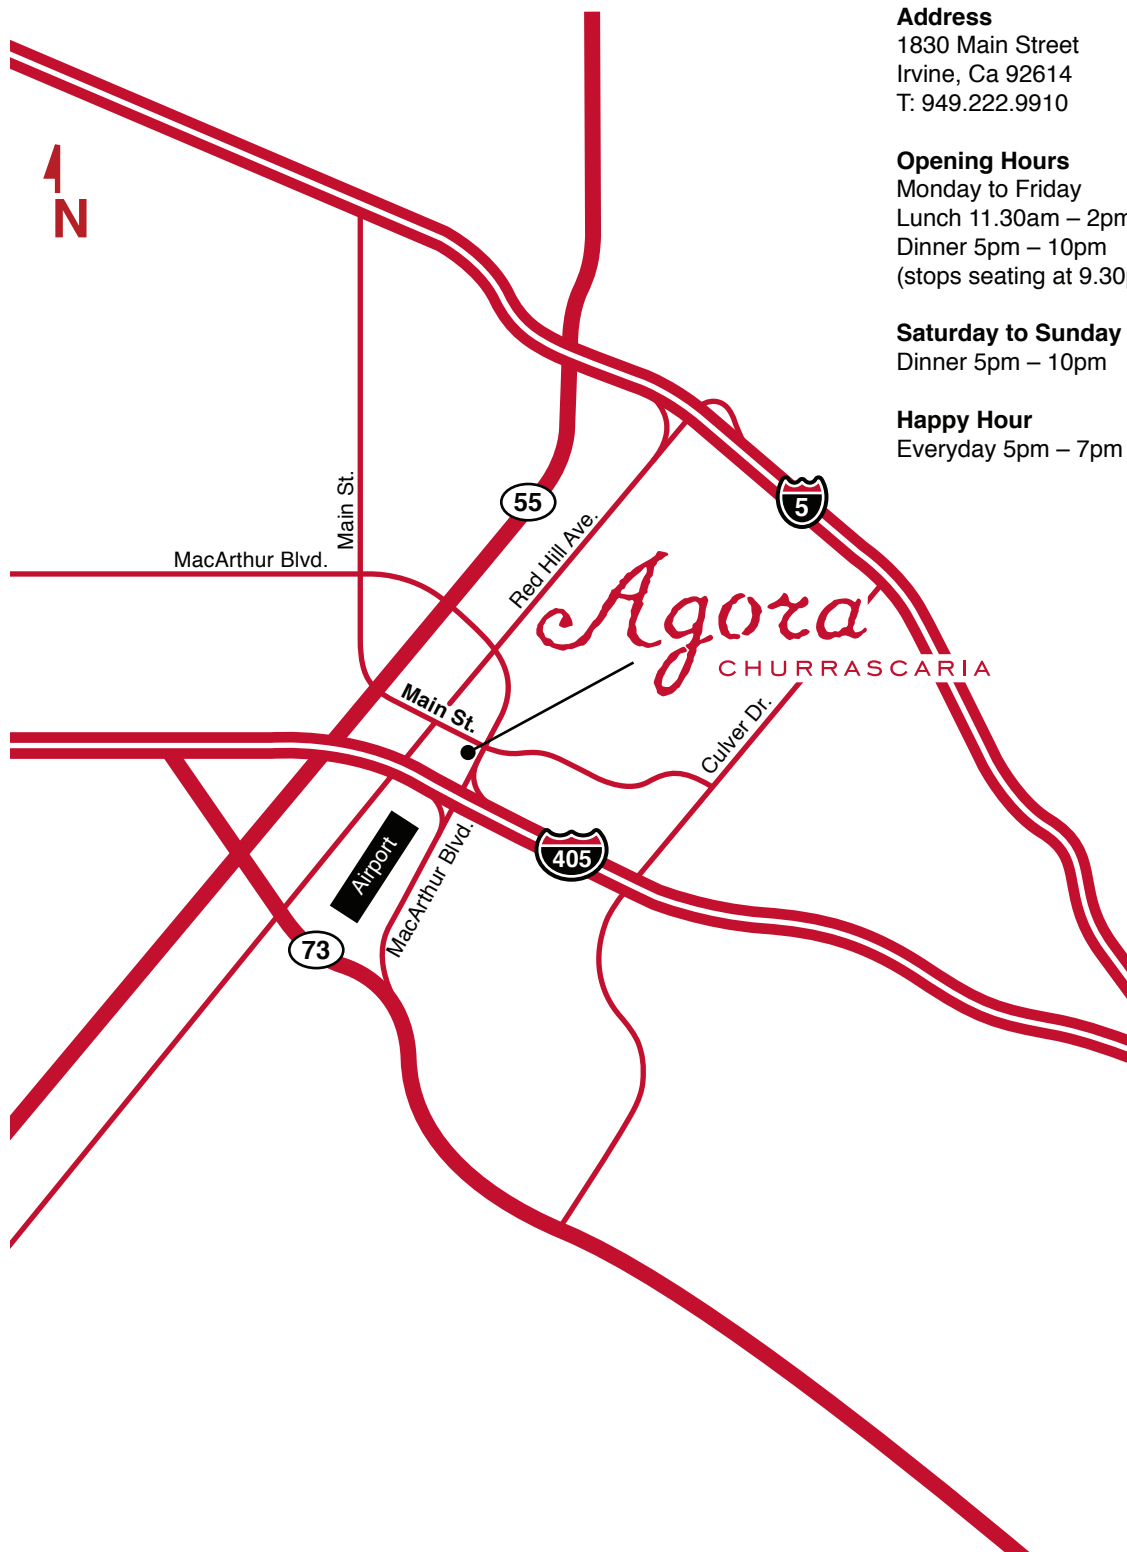 Address
1830 Main Street
Irvine, Ca 92614
T: 949.222.9910
Opening Hours
Monday to Friday
Lunch 11.30am – 2pm
Dinner 5pm – 10pm
(stops seating at 9.30p
Saturday to Sunday
Dinner 5pm – 10pm
Happy Hour
Everyday 5pm – 7pm
N
Main St.
MacArthur Blvd.
55
Red Hill Ave.
5
Agora
CHURRASCARIA
Main St.
Culver Dr.
405
Airport
MacArthur Blvd.
73